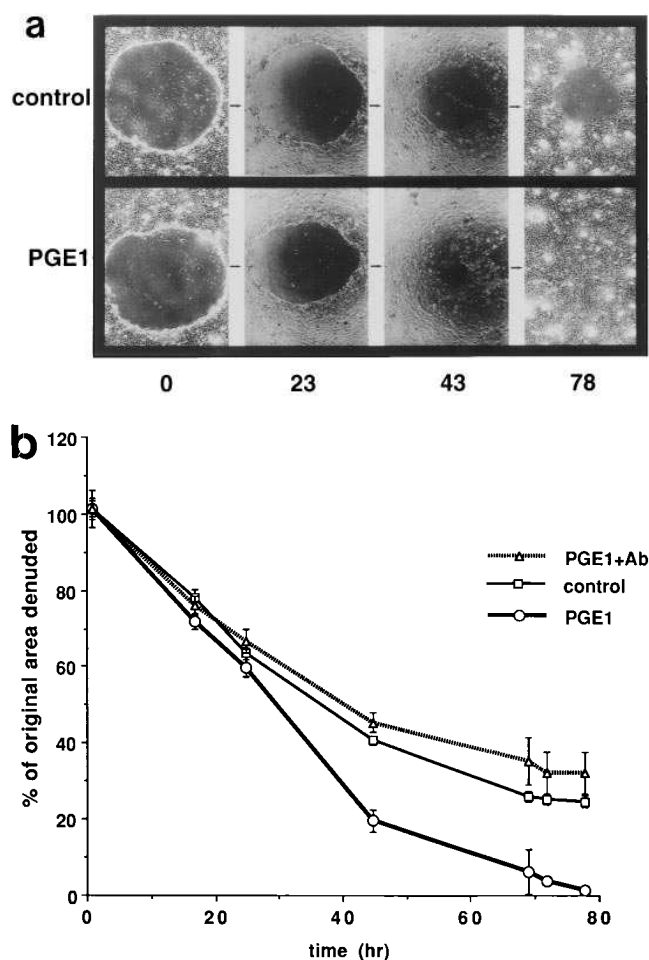 a
control
PGE1
0 23 43 78
b
120
100
80
60
40
20
0
% of original area denuded
PGE1+Ab
control
PGE1
0 20 40 60 80
time (hr)